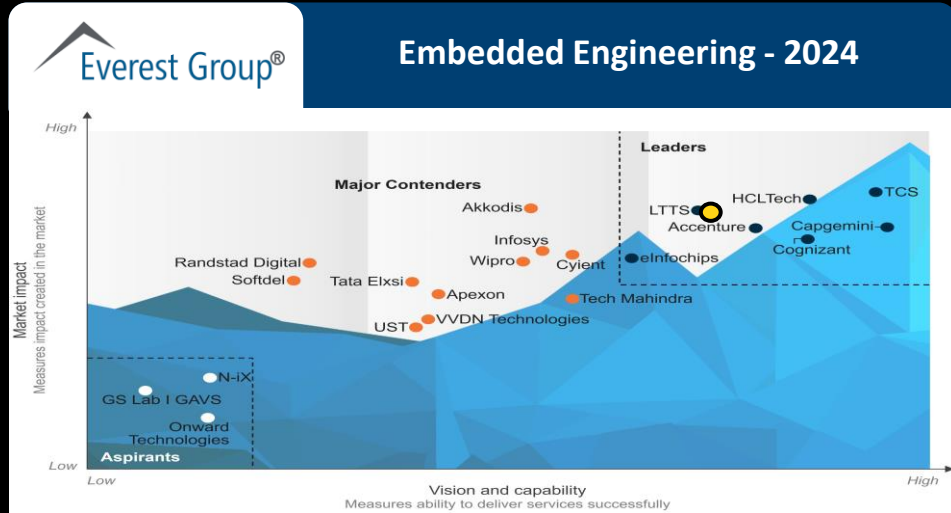 Everest Group®
Embedded Engineering - 2024
High
Leaders
Major Contenders
TCS
HCLTech
Akkodis
LTTS
Accenture
Capgemini
Cognizant
Infosys
Wipro
Cyient
eInfochips
Randstad Digital
Softdel
Tata Elxsi
Apexon
Tech Mahindra
VVDN Technologies
UST
Market impact
Measures impact created in the market
N-iX
GS Lab I GAVS
Onward
Technologies
Aspirants
Low
Low
High
Vision and capability
Measures ability to deliver services successfully